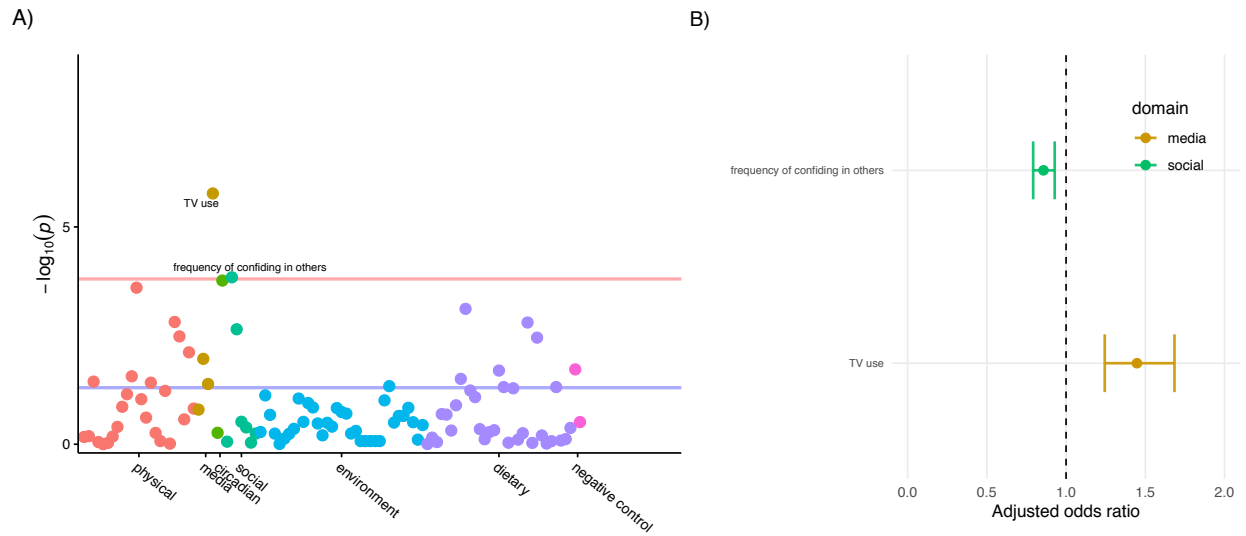 A)
TV use
frequency of confiding in others
5
0
−log10(p)
physical
media
circadian
social
environment
dietary
negative control
B)
domain
media
social
frequency of confiding in others
TV use
0.0 0.5 1.0 1.5 2.0
Adjusted odds ratio